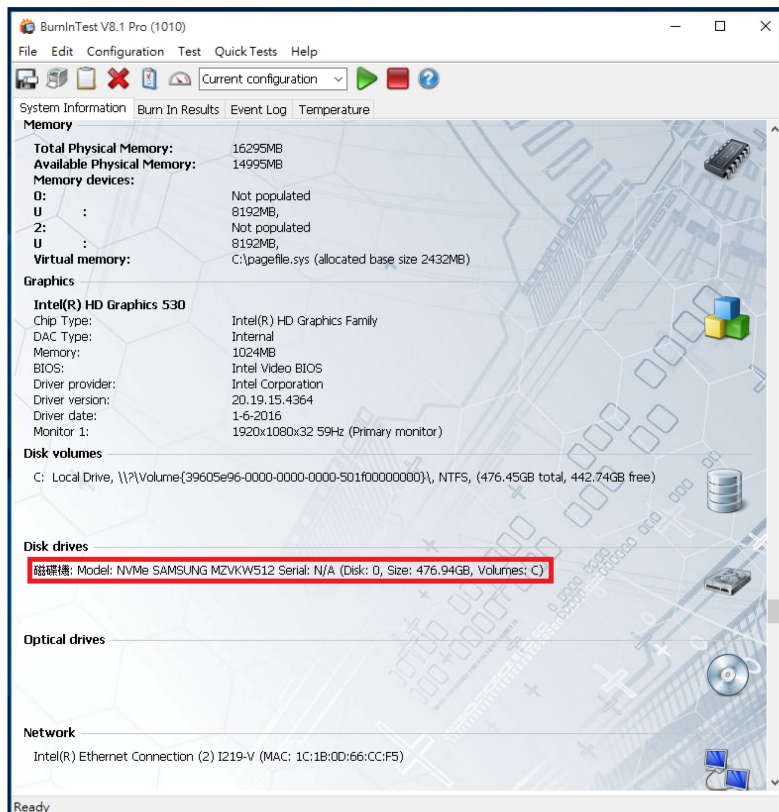 BurnInTest V8.1 Pro (1010)
File Edit Configuration Test Quick Tests Help
Current configuration
System Information Burn In Results Event Log Temperature
Memory
Total Physical Memory: 16295MB
Available Physical Memory: 14995MB
Memory devices:
0: Not populated
U : 8192MB,
2: Not populated
U : 8192MB,
Virtual memory: C:\pagefile.sys (allocated base size 2432MB)
Graphics
Intel(R) HD Graphics 530
Chip Type: Intel(R) HD Graphics Family
DAC Type: Internal
Memory: 1024MB
BIOS: Intel Video BIOS
Driver provider: Intel Corporation
Driver version: 20.19.15.4364
Driver date: 1-6-2016
Monitor 1: 1920x1080x32 59Hz (Primary monitor)
Disk volumes
C: Local Drive, \\?\Volume{39605e96-0000-0000-0000-501f00000000}\, NTFS, (476.45GB total, 442.74GB free)
Disk drives
磁碟機: Model: NVMe SAMSUNG MZVKW512 Serial: N/A (Disk: 0, Size: 476.94GB, Volumes: C)
Optical drives
Network
Intel(R) Ethernet Connection (2) I219-V (MAC: 1C:1B:0D:66:CC:F5)
Ready